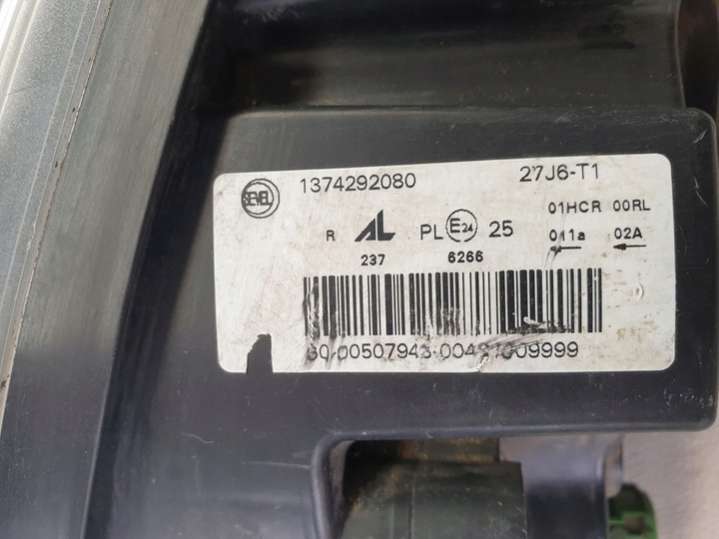 SEVEL 1374292080 27J6-T1
01HCR 00RL
R AL PL E24 25 011a 02A
237 6266